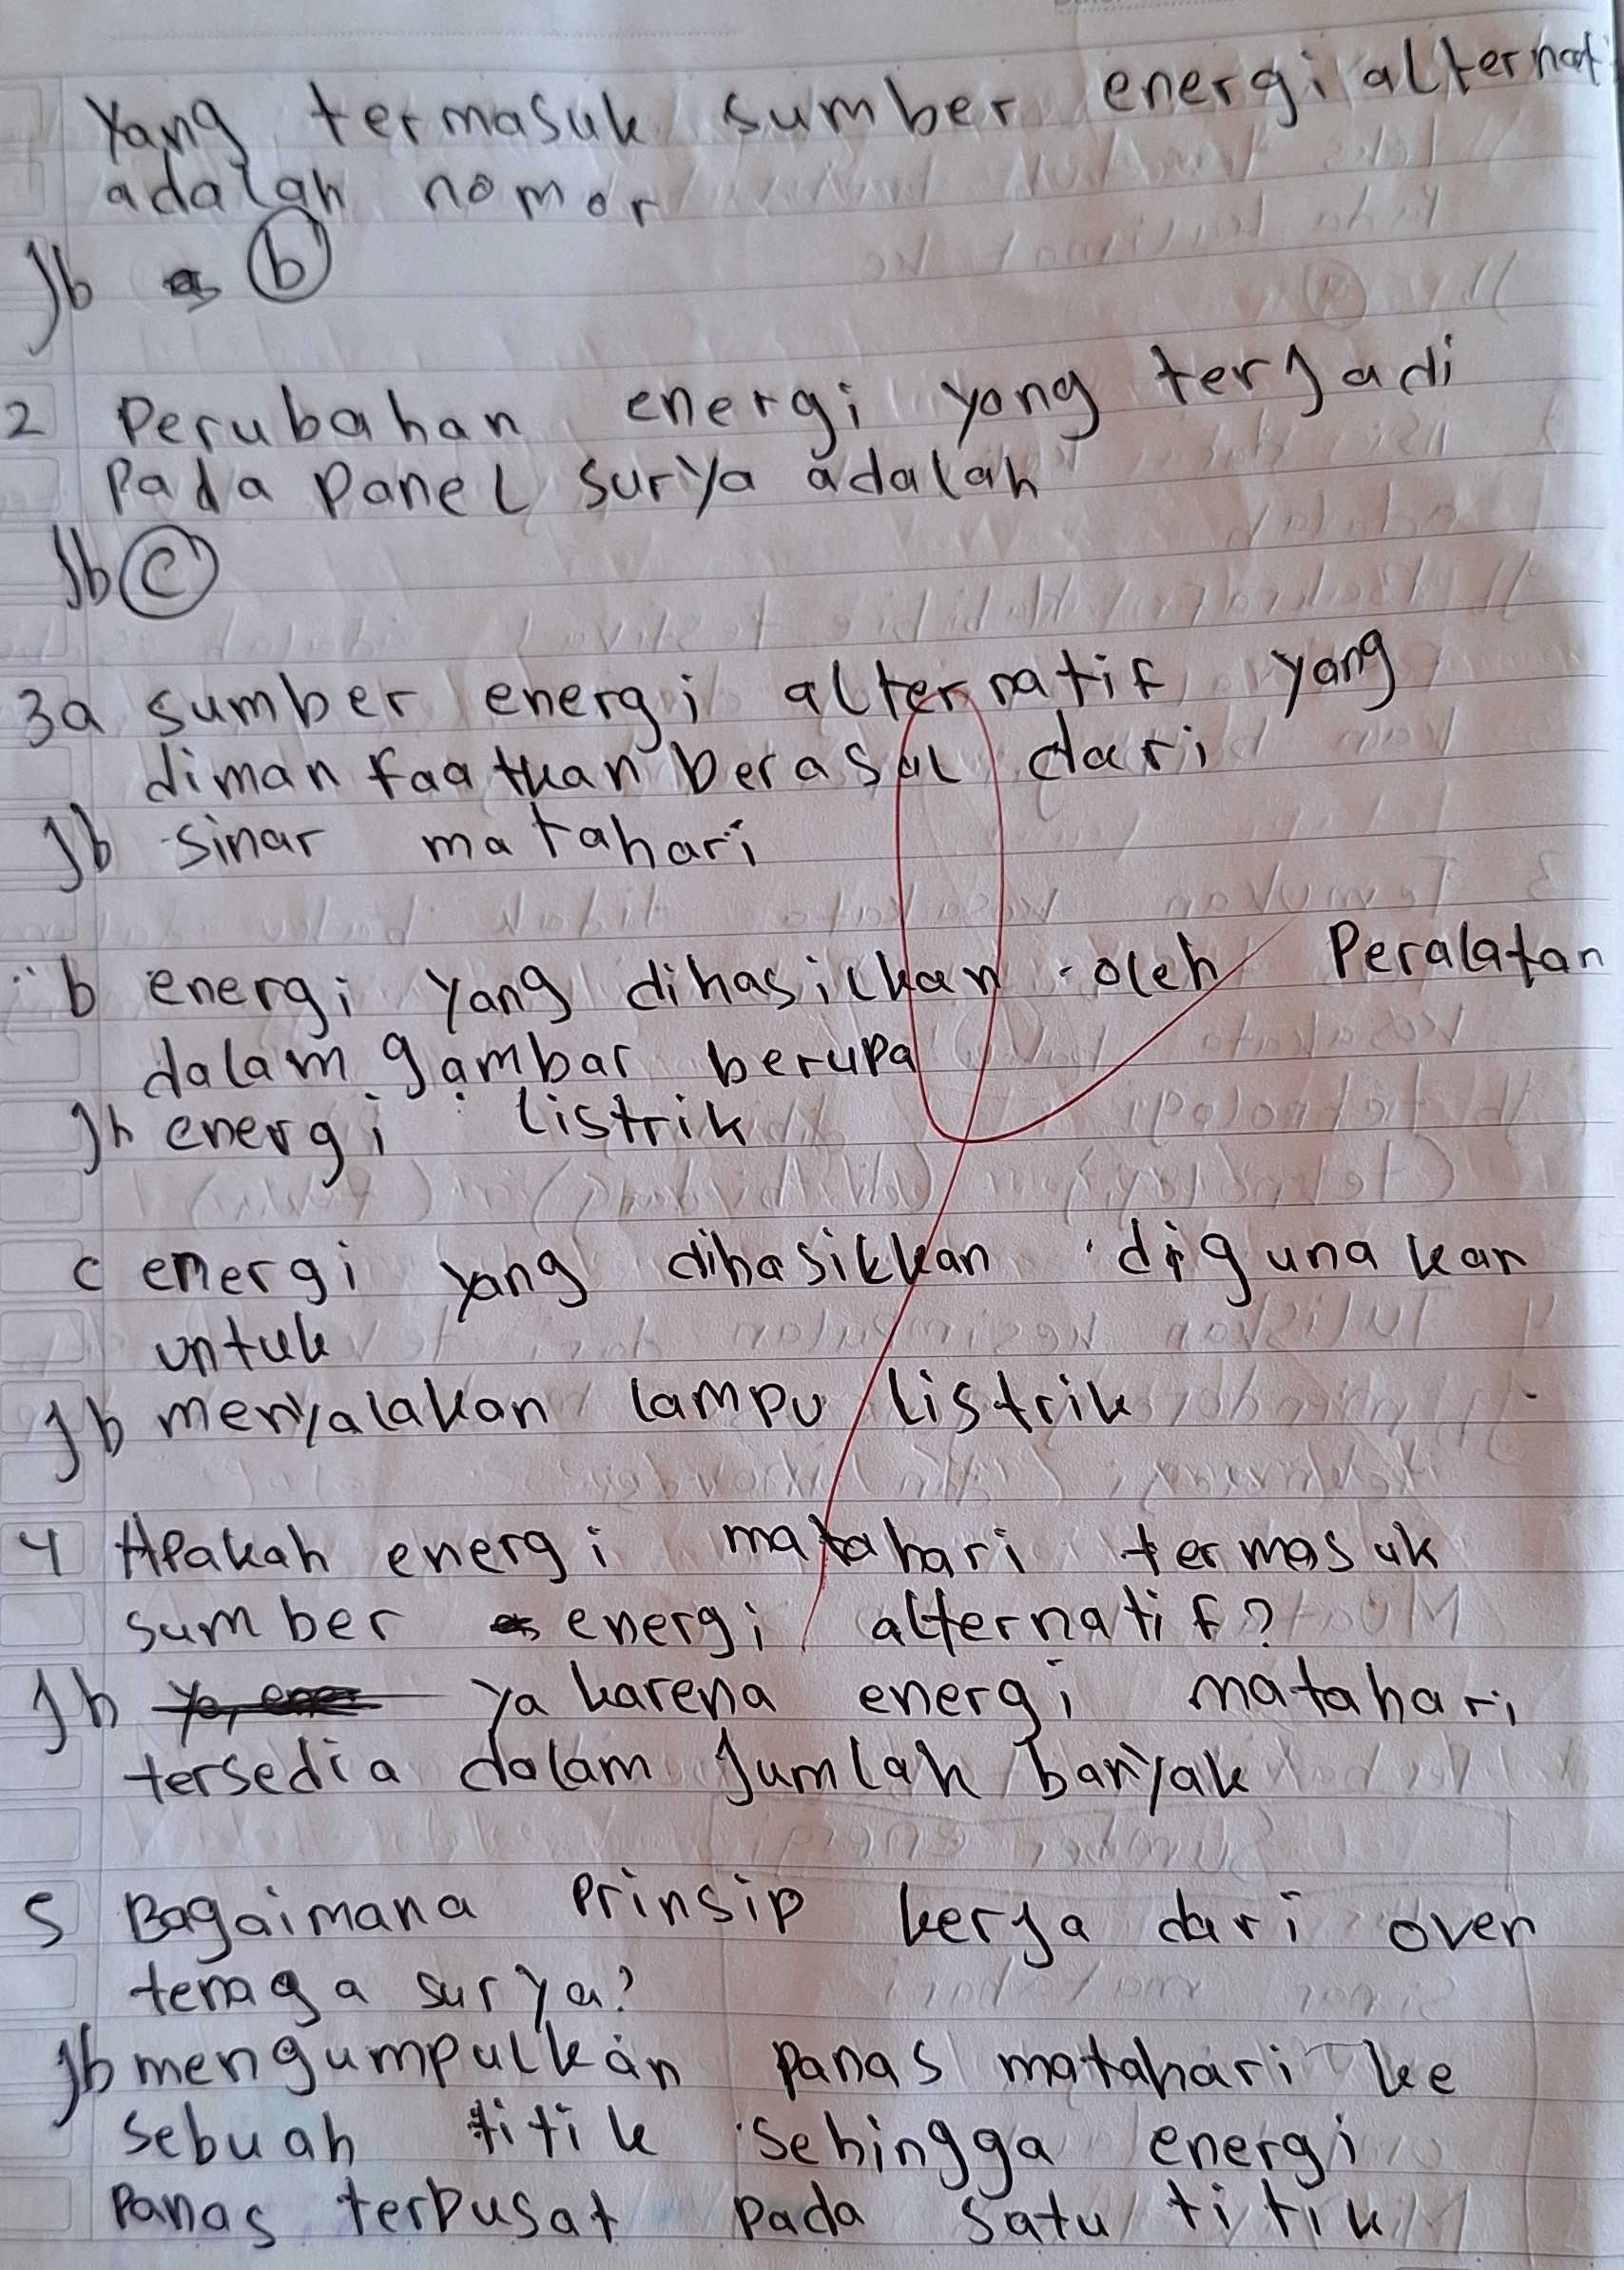 Yang termasuk sumber energi alternat
adalah nomor
Jb b
2 Perubahan energi yang terjadi
Pada Panel surya adalah
Jb c
3a sumber energi alternatif yang
dimanfaatkan berasal dari
Jb sinar matahari
b energi yang dihasilkan oleh Peralatan
dalam gambar berupa
Jb energi listrik
c energi yang dihasikkan digunakan
untuk
Jb menyalakan lampu listrik
4 Apakah energi matahari termasuk
sumber energi alternatif?
Jb ya karena energi matahari
tersedia dalam Jumlah banyak
5 Bagaimana Prinsip kerja dari oven
tenaga surya?
Jb mengumpulkan panas matahari ke
sebuah titik sehingga energi
Panas terpusat pada satu titik